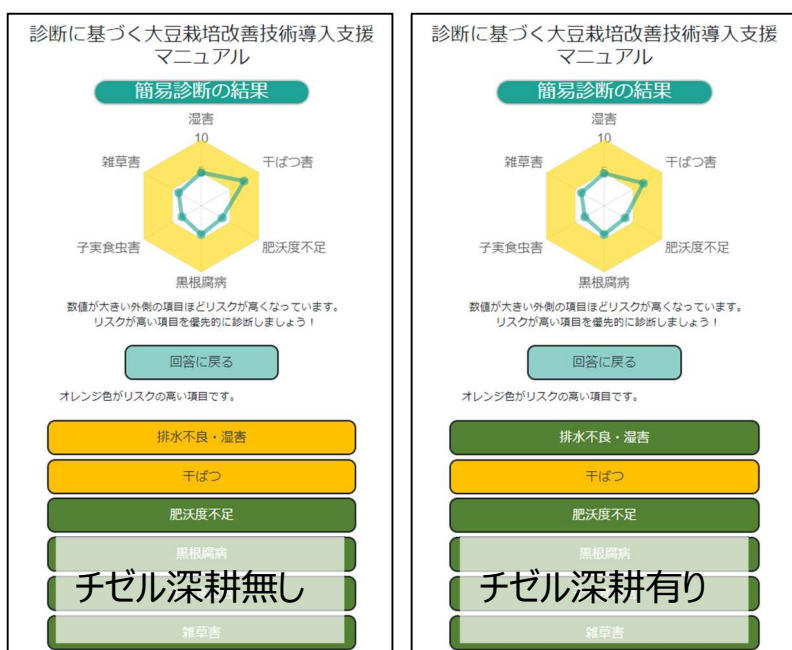 診断に基づく大豆栽培改善技術導入支援
マニュアル
簡易診断の結果
湿害
10
雑草害
干ばつ害
子実食虫害
肥沃度不足
黒根腐病
数値が大きい外側の項目ほどリスクが高くなっています。
リスクが高い項目を優先的に診断しましょう！
回答に戻る
オレンジ色がリスクの高い項目です。
排水不良・湿害
干ばつ
肥沃度不足
黒根腐病
チゼル深耕無し
雑草害
診断に基づく大豆栽培改善技術導入支援
マニュアル
簡易診断の結果
湿害
10
雑草害
干ばつ害
子実食虫害
肥沃度不足
黒根腐病
数値が大きい外側の項目ほどリスクが高くなっています。
リスクが高い項目を優先的に診断しましょう！
回答に戻る
オレンジ色がリスクの高い項目です。
排水不良・湿害
干ばつ
肥沃度不足
黒根腐病
チゼル深耕有り
雑草害